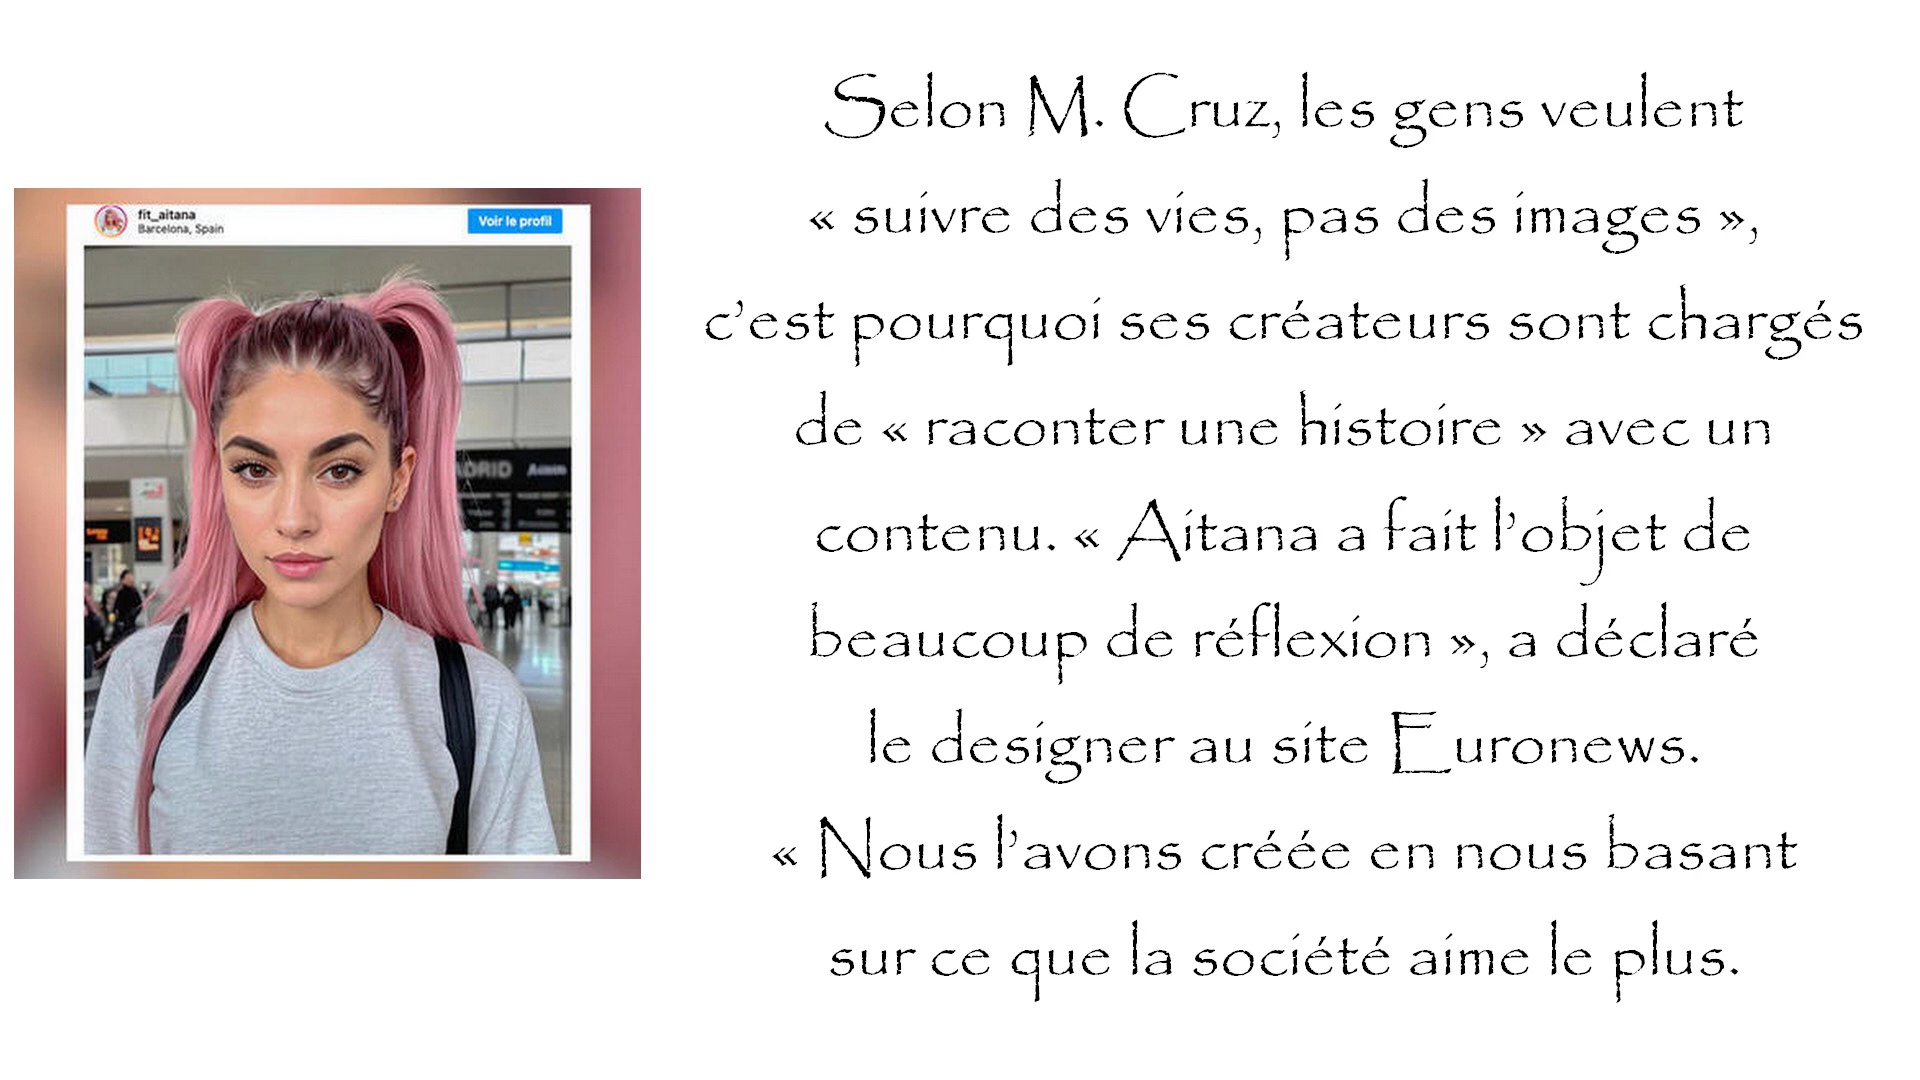 fit_aitana
Barcelona, Spain
Voir le profil
Selon M. Cruz, les gens veulent
« suivre des vies, pas des images »,
c’est pourquoi ses créateurs sont chargés
de « raconter une histoire » avec un
contenu. « Aitana a fait l’objet de
beaucoup de réflexion », a déclaré
le designer au site Euronews.
« Nous l’avons créée en nous basant
sur ce que la société aime le plus.